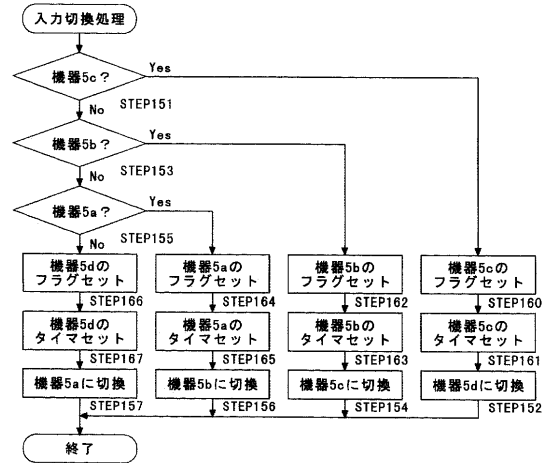 入力切換処理
機器5c?
Yes
No
STEP151
機器5b?
Yes
No
STEP153
機器5a?
Yes
No
STEP155
機器5dの
フラグセット
機器5aの
フラグセット
機器5bの
フラグセット
機器5cの
フラグセット
STEP166
STEP164
STEP162
STEP160
機器5dの
タイマセット
機器5aの
タイマセット
機器5bの
タイマセット
機器5cの
タイマセット
STEP167
STEP165
STEP163
STEP161
機器5aに切換
機器5bに切換
機器5cに切換
機器5dに切換
STEP157
STEP156
STEP154
STEP152
終了